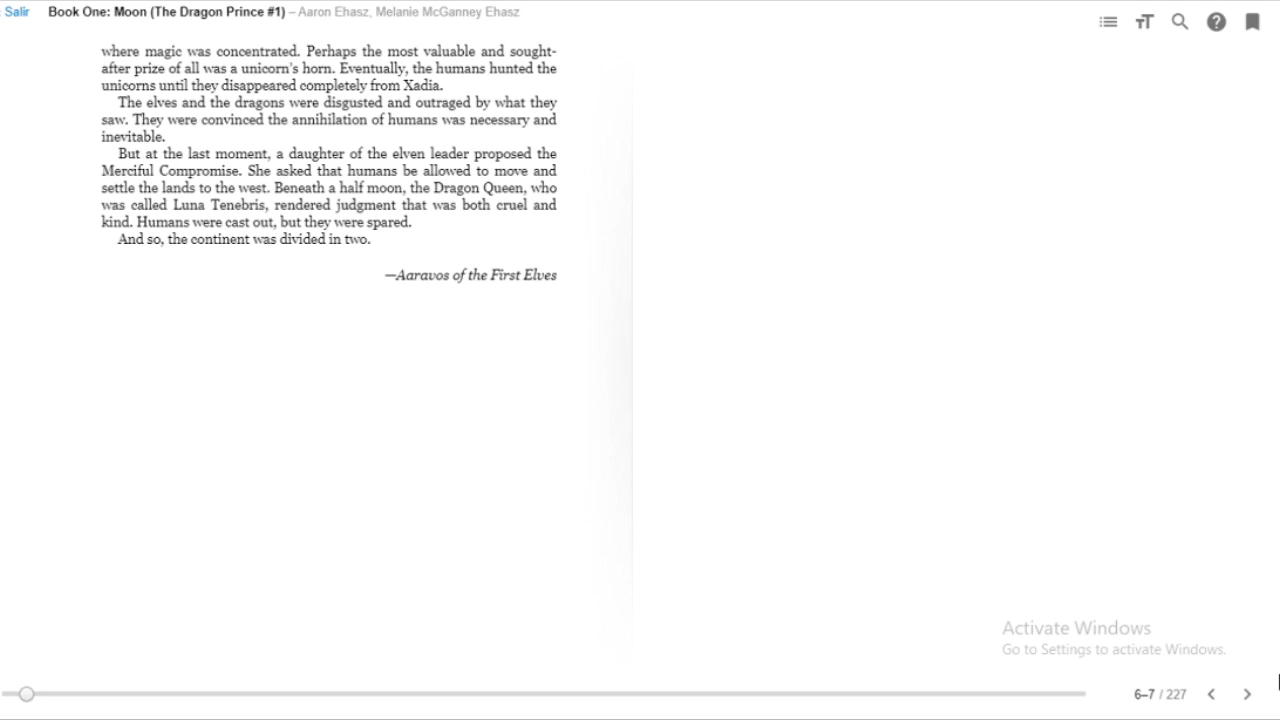 Salir Book One: Moon (The Dragon Prince #1) – Aaron Ehasz, Melanie McGanney Ehasz
where magic was concentrated. Perhaps the most valuable and sought-
after prize of all was a unicorn's horn. Eventually, the humans hunted the
unicorns until they disappeared completely from Xadia.
The elves and the dragons were disgusted and outraged by what they
saw. They were convinced the annihilation of humans was necessary and
inevitable.
But at the last moment, a daughter of the elven leader proposed the
Merciful Compromise. She asked that humans be allowed to move and
settle the lands to the west. Beneath a half moon, the Dragon Queen, who
was called Luna Tenebris, rendered judgment that was both cruel and
kind. Humans were cast out, but they were spared.
And so, the continent was divided in two.
—Aaravos of the First Elves
Activate Windows
Go to Settings to activate Windows.
6–7 / 227